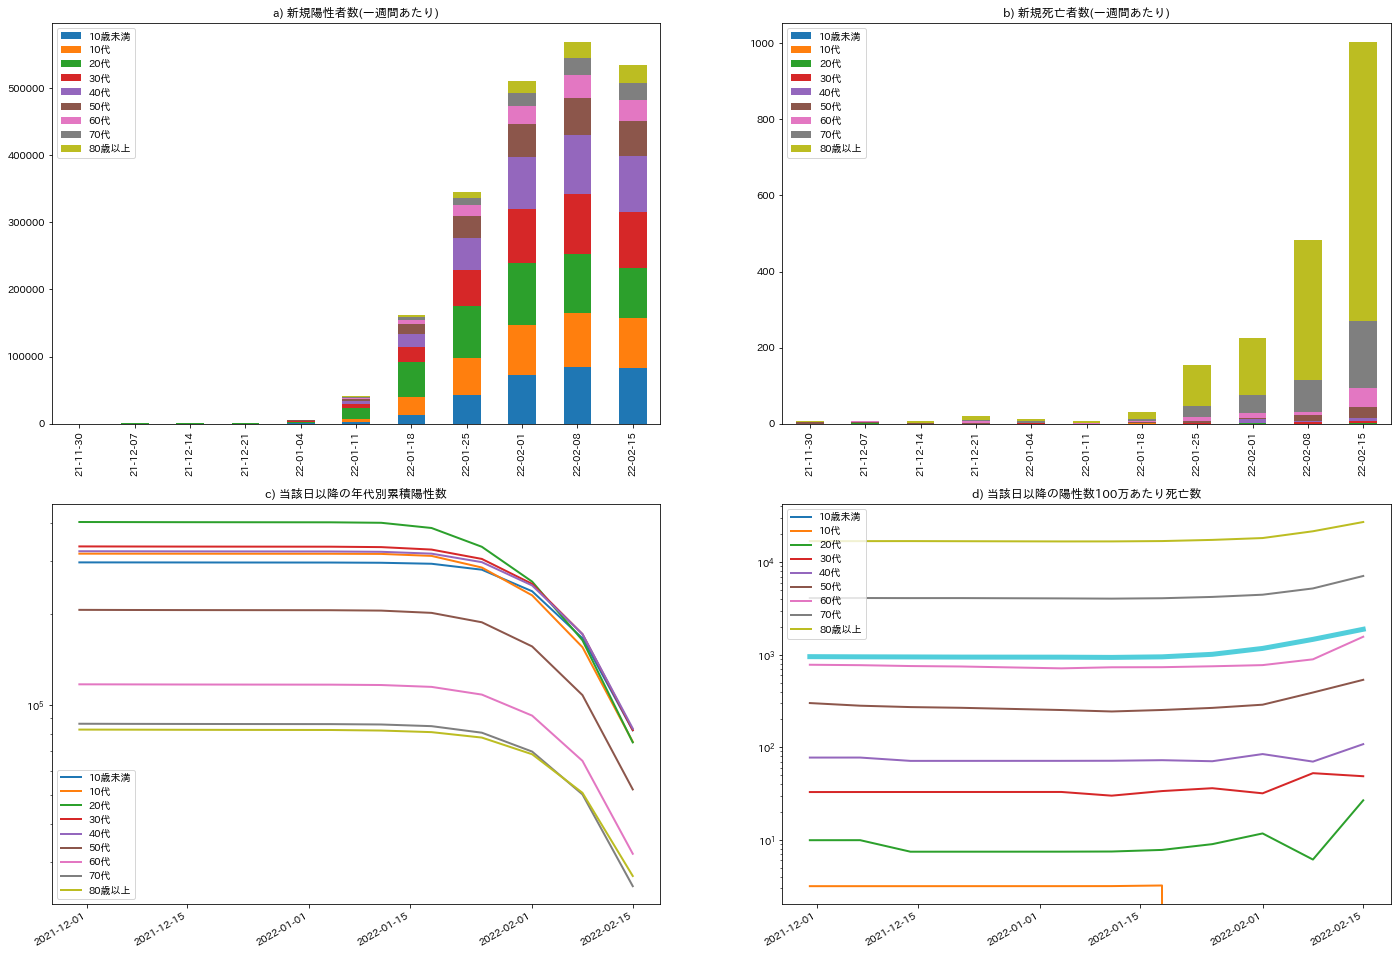 a) 新規陽性者数(一週間あたり)
10歳未満
10代
20代
30代
40代
50代
60代
70代
80歳以上
500000
400000
300000
200000
100000
0
21-11-30
21-12-07
21-12-14
21-12-21
22-01-04
22-01-11
22-01-18
22-01-25
22-02-01
22-02-08
22-02-15
b) 新規死亡者数(一週間あたり)
10歳未満
10代
20代
30代
40代
50代
60代
70代
80歳以上
1000
800
600
400
200
0
21-11-30
21-12-07
21-12-14
21-12-21
22-01-04
22-01-11
22-01-18
22-01-25
22-02-01
22-02-08
22-02-15
c) 当該日以降の年代別累積陽性数
10⁵
10歳未満
10代
20代
30代
40代
50代
60代
70代
80歳以上
2021-12-01
2021-12-15
2022-01-01
2022-01-15
2022-02-01
2022-02-15
d) 当該日以降の陽性数100万あたり死亡数
10歳未満
10代
20代
30代
40代
50代
60代
70代
80歳以上
10⁴
10³
10²
10¹
2021-12-01
2021-12-15
2022-01-01
2022-01-15
2022-02-01
2022-02-15